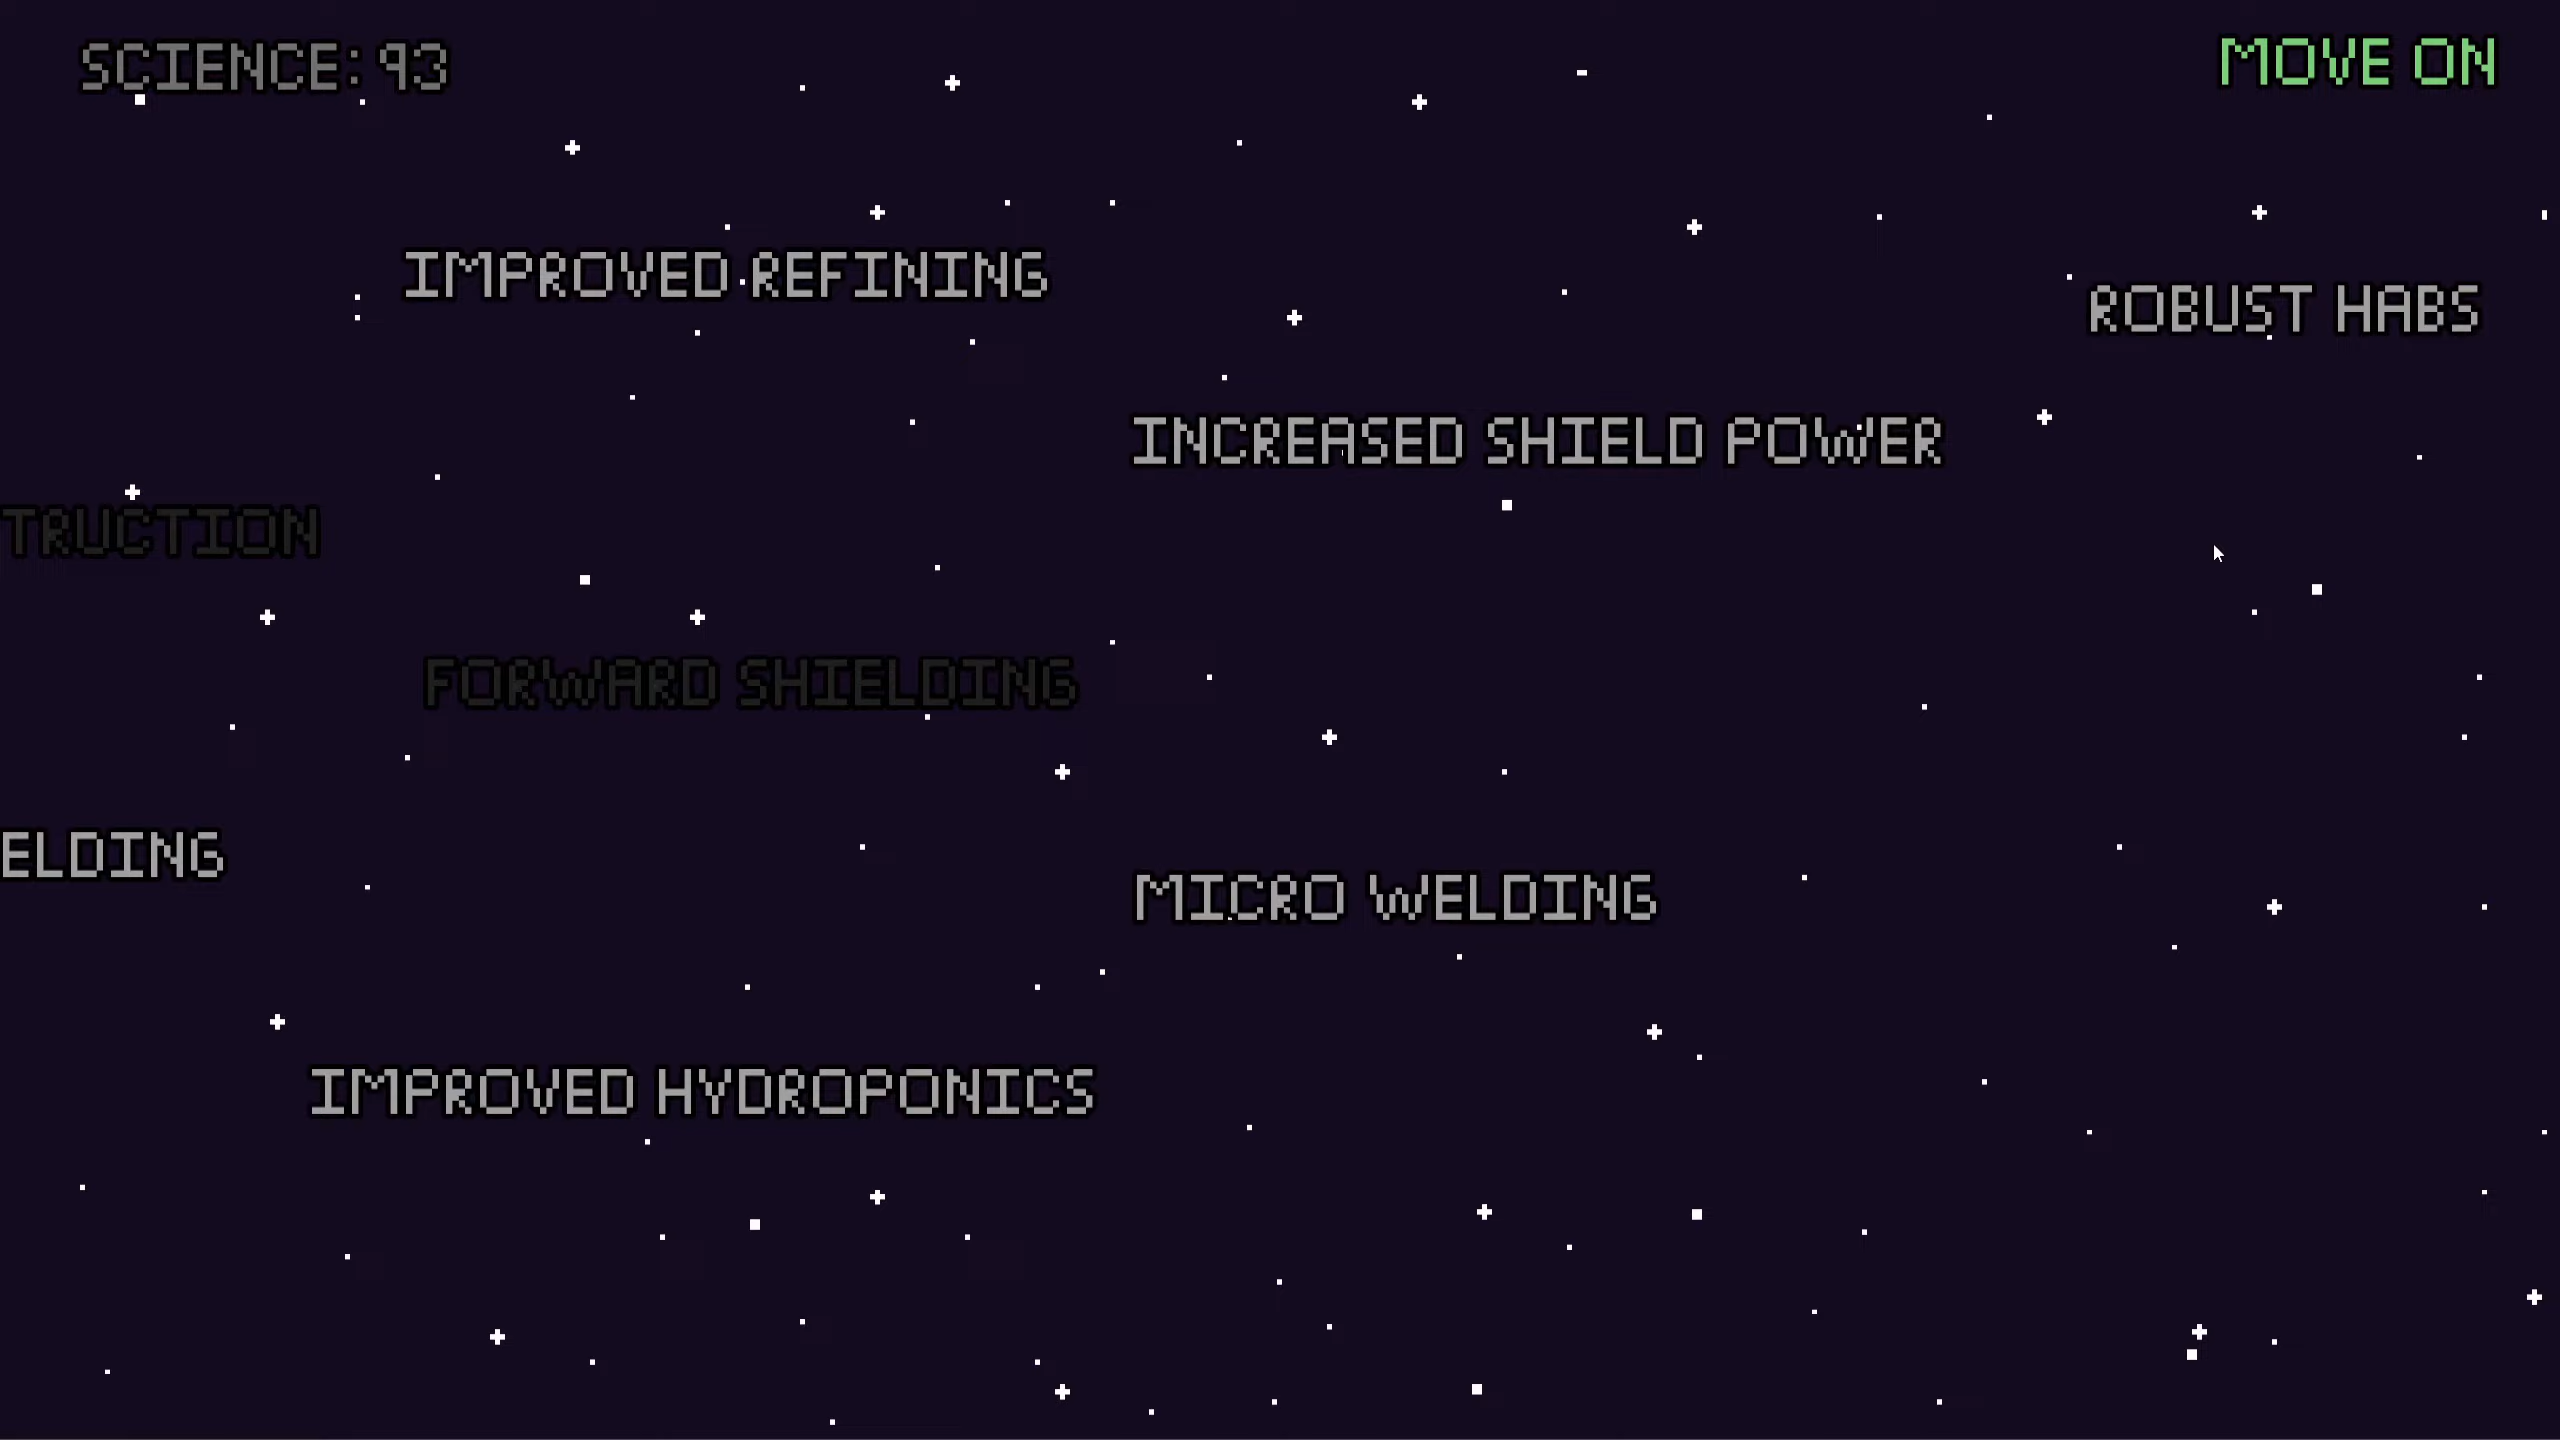 SCIENCE: 93
MOVE ON
IMPROVED REFINING
ROBUST HABS
INCREASED SHIELD POWER
TRUCTION
FORWARD SHIELDING
ELDING
MICRO WELDING
IMPROVED HYDROPONICS